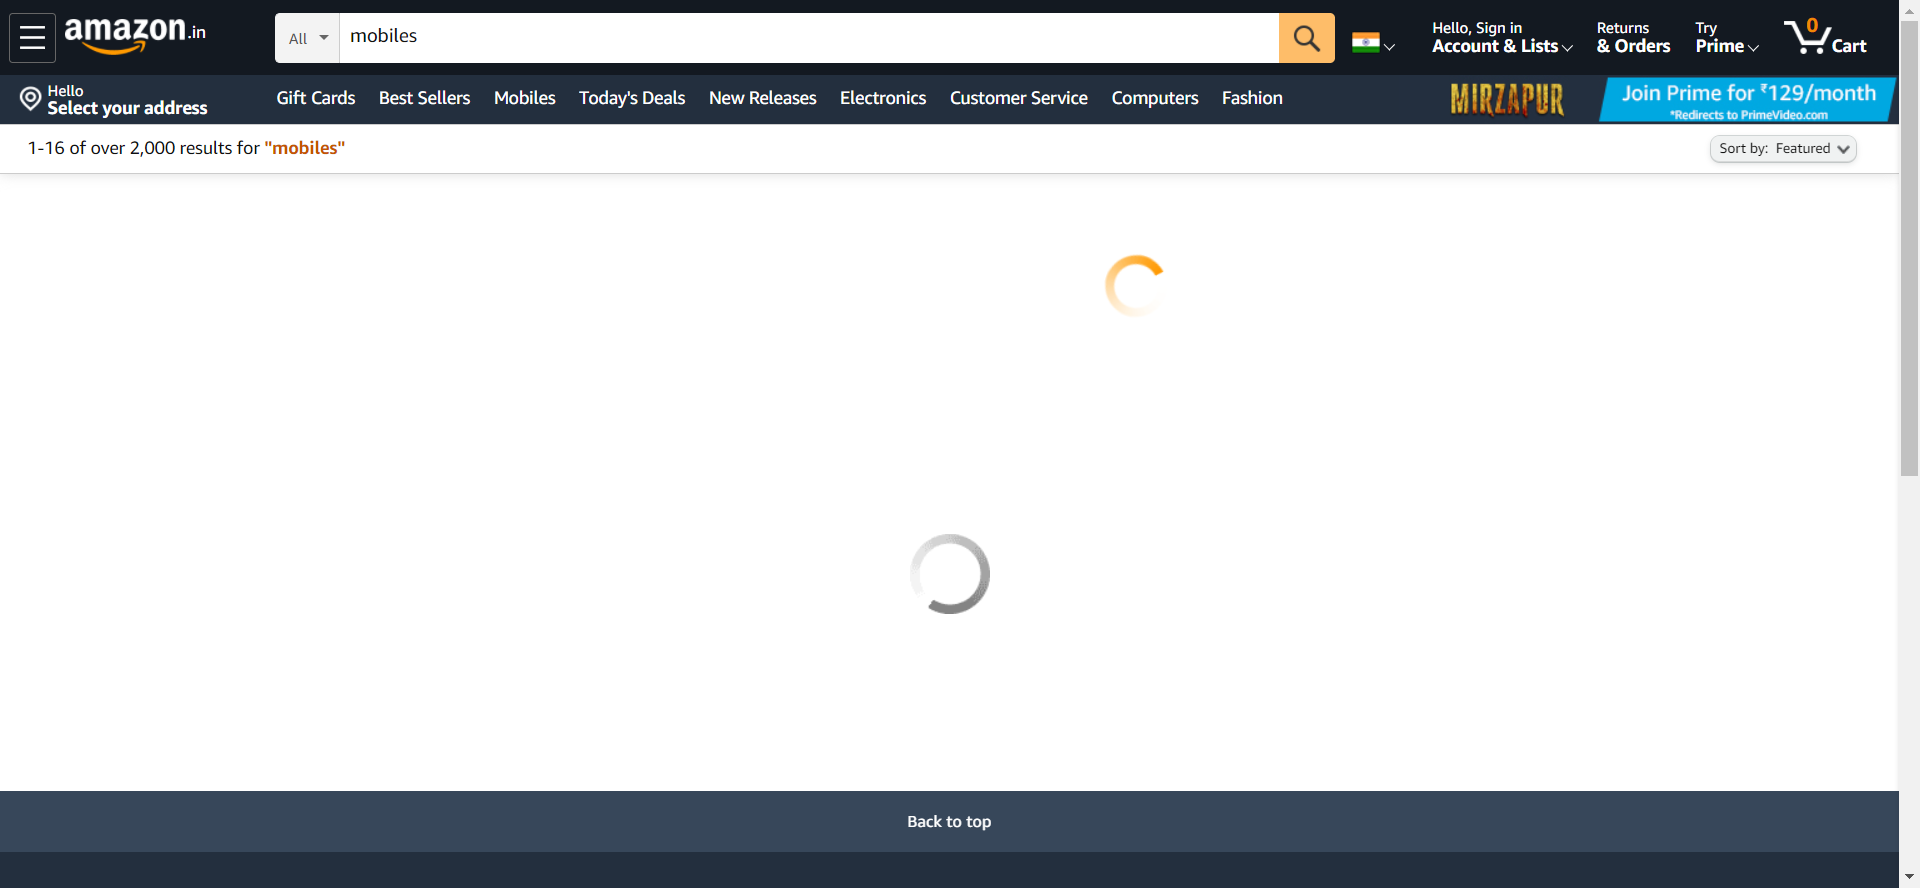 amazon.in
All
mobiles
Hello, Sign in
Account & Lists
Returns
& Orders
Try
Prime
0
Cart
Hello
Select your address
Gift Cards
Best Sellers
Mobiles
Today's Deals
New Releases
Electronics
Customer Service
Computers
Fashion
MIRZAPUR
Join Prime for ₹129/month
*Redirects to PrimeVideo.com
1-16 of over 2,000 results for "mobiles"
Sort by: Featured
Back to top